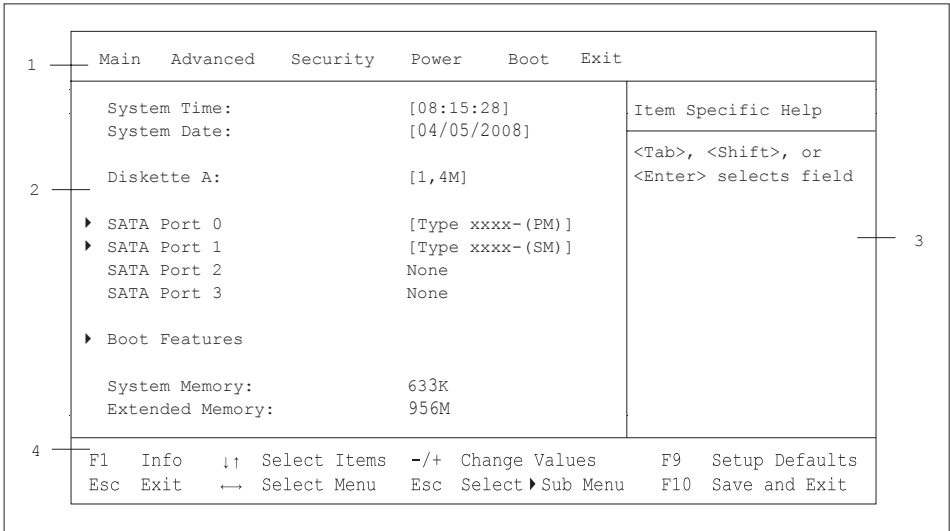 1 Main Advanced Security Power Boot Exit
System Time: [08:15:28]
System Date: [04/05/2008]
Item Specific Help
<Tab>, <Shift>, or
<Enter> selects field
2 Diskette A: [1,4M]
SATA Port 0 [Type xxxx-(PM)]
SATA Port 1 [Type xxxx-(SM)]
3
SATA Port 2 None
SATA Port 3 None
Boot Features
System Memory: 633K
Extended Memory: 956M
4 F1 Info ↓↑ Select Items -/+ Change Values F9 Setup Defaults
Esc Exit ←→ Select Menu Esc Select ▶ Sub Menu F10 Save and Exit